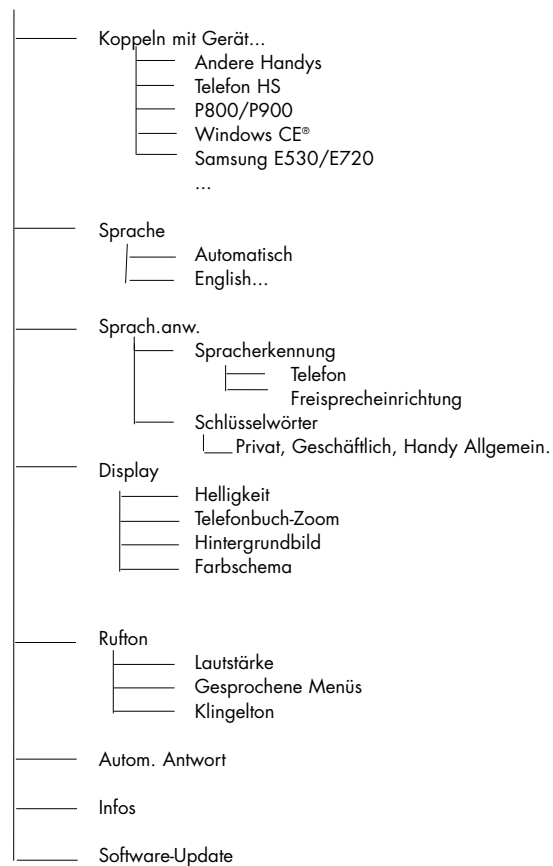 Koppeln mit Gerät...
Andere Handys
Telefon HS
P800/P900
Windows CE®
Samsung E530/E720
...
Sprache
Automatisch
English...
Sprach.anw.
Spracherkennung
Telefon
Freisprecheinrichtung
Schlüsselwörter
Privat, Geschäftlich, Handy Allgemein.
Display
Helligkeit
Telefonbuch-Zoom
Hintergrundbild
Farbschema
Rufton
Lautstärke
Gesprochene Menüs
Klingelton
Autom. Antwort
Infos
Software-Update